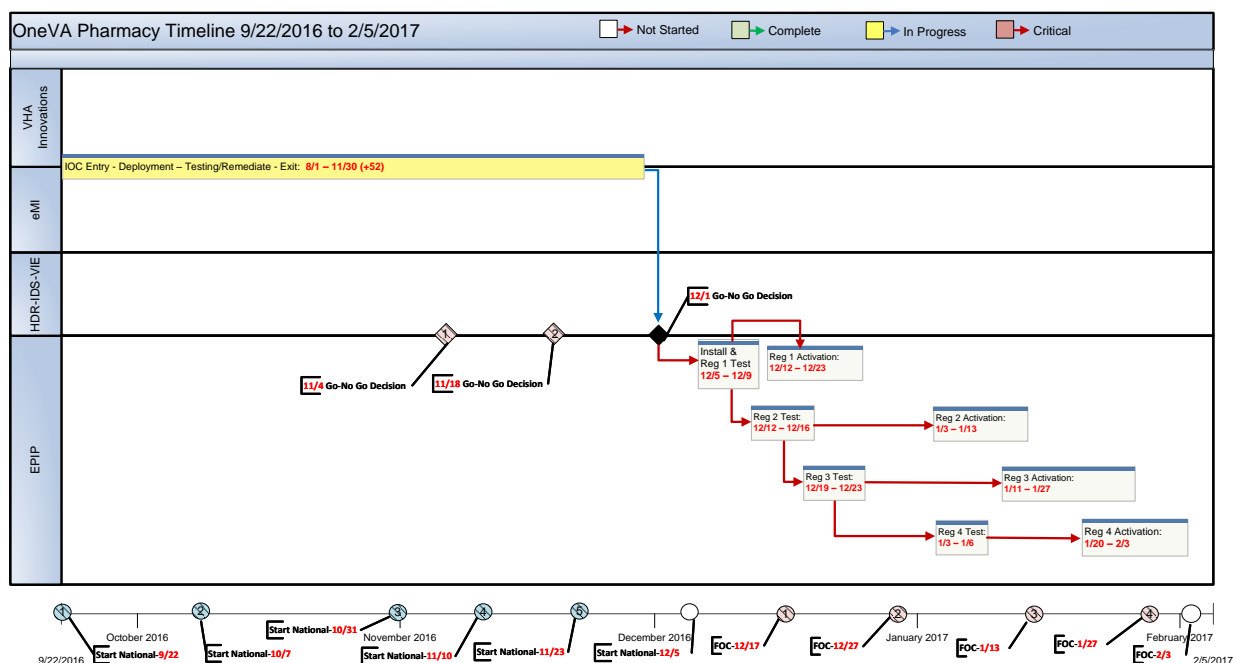 OneVA Pharmacy Timeline 9/22/2016 to 2/5/2017
Not Started
Complete
In Progress
Critical
VHA
Innovations
eMI
HDR-IDS-VIE
EPIP
IOC Entry - Deployment – Testing/Remediate - Exit: 8/1 – 11/30 (+52)
12/1 Go-No Go Decision
1
2
11/4 Go-No Go Decision
11/18 Go-No Go Decision
Install &
Reg 1 Test
12/5 – 12/9
Reg 1 Activation:
12/12 – 12/23
Reg 2 Test:
12/12 – 12/16
Reg 2 Activation:
1/3 – 1/13
Reg 3 Test:
12/19 – 12/23
Reg 3 Activation:
1/11 – 1/27
Reg 4 Test:
1/3 – 1/6
Reg 4 Activation:
1/20 – 2/3
1
2
3
4
5
1
2
3
4
October 2016
November 2016
December 2016
January 2017
February 2017
Start National-9/22
Start National-10/7
Start National-10/31
Start National-11/10
Start National-11/23
Start National-12/5
FOC-12/17
FOC-12/27
FOC-1/13
FOC-1/27
FOC-2/3
9/22/2016
2/5/2017